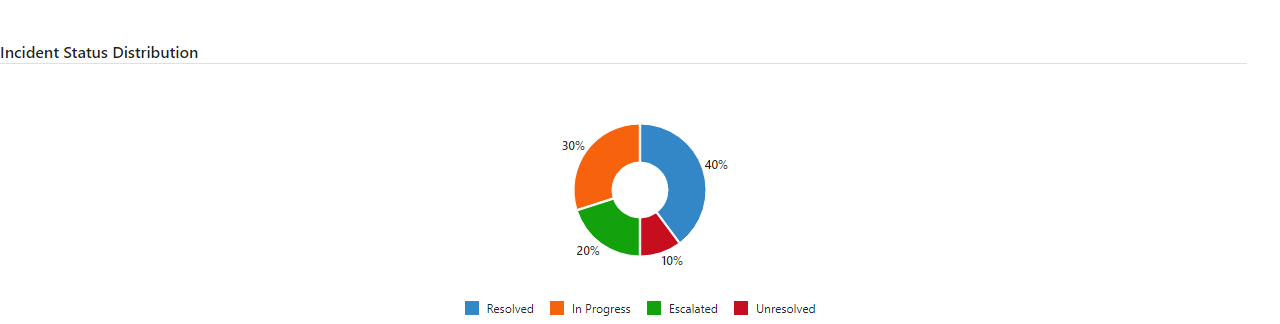 Incident Status Distribution
30%
40%
20%
10%
Resolved In Progress Escalated Unresolved